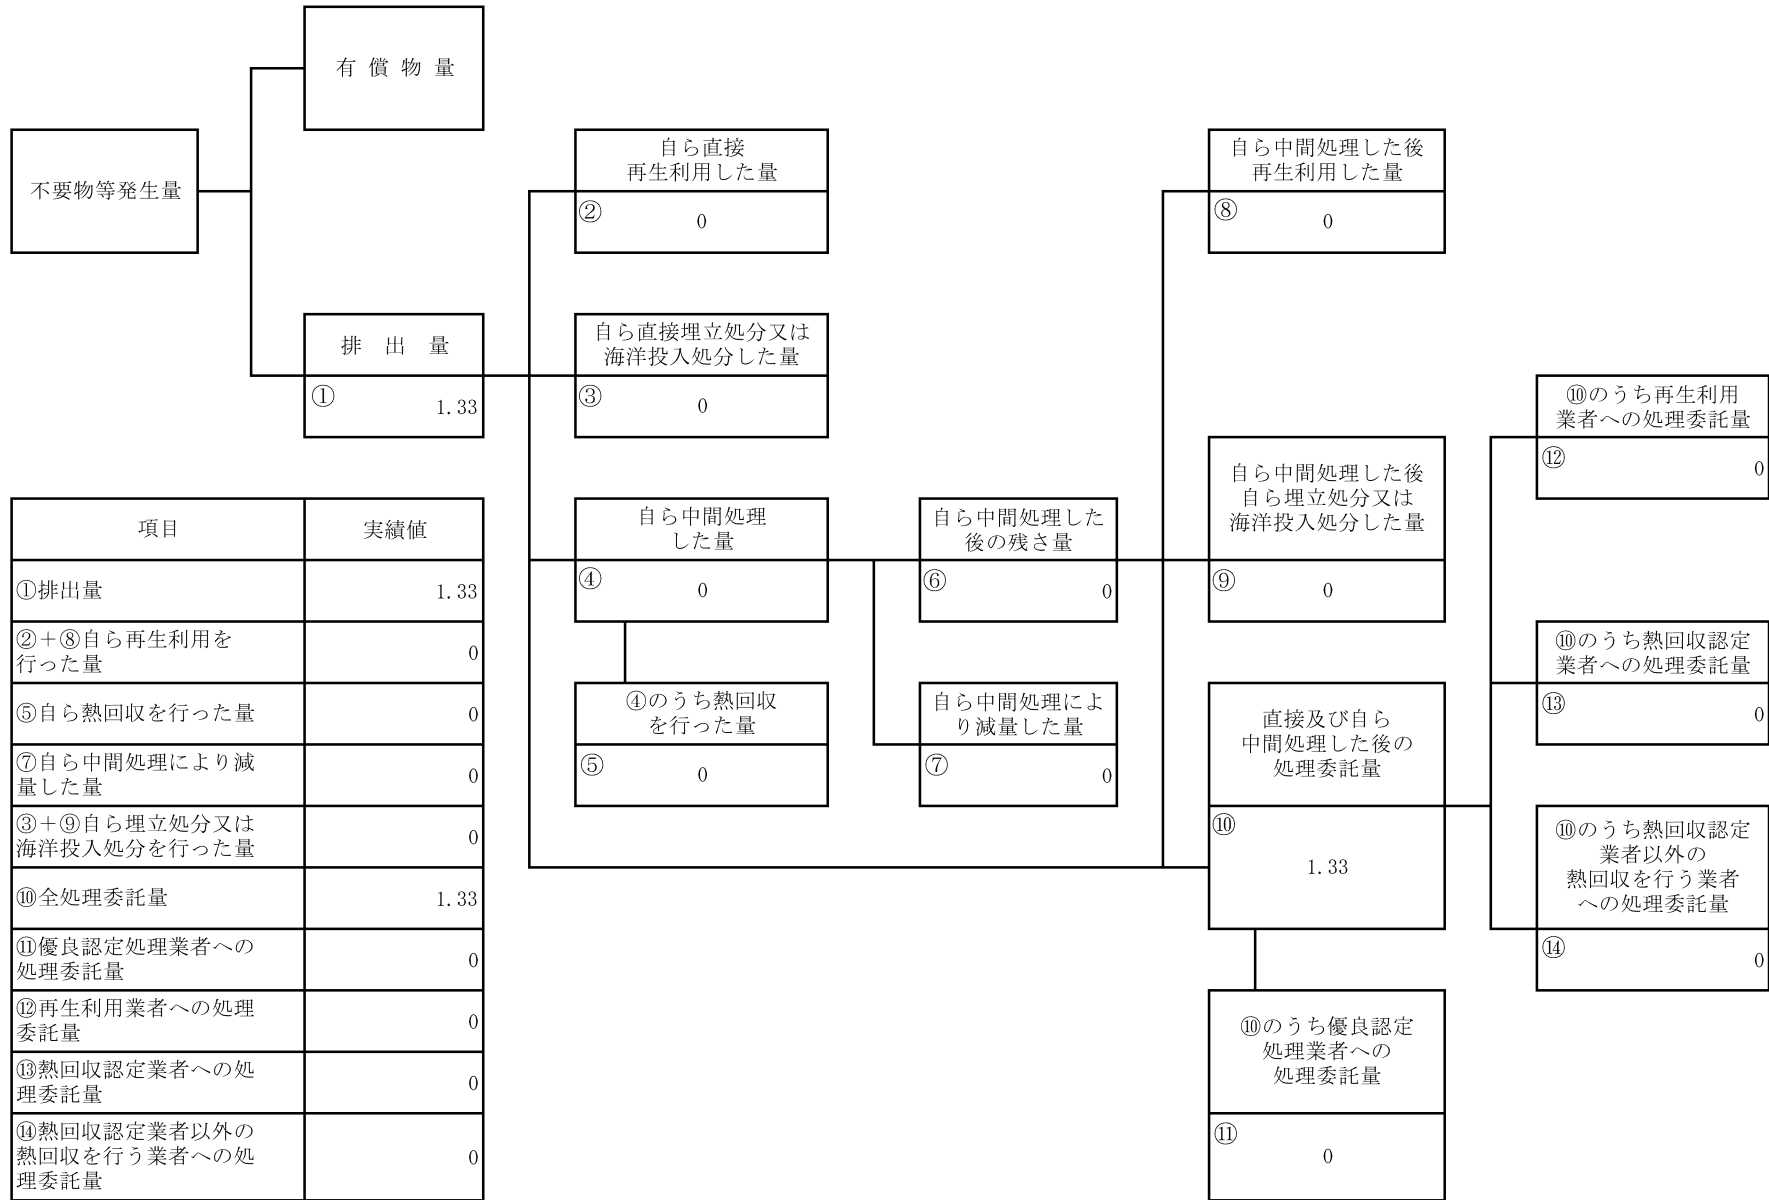 有 償 物 量
不要物等発生量
排 出 量
①
1.33
自ら直接
再生利用した量
②
0
自ら直接埋立処分又は
海洋投入処分した量
③
0
自ら中間処理
した量
④
0
④のうち熱回収
を行った量
⑤
0
自ら中間処理した
後の残さ量
⑥
0
自ら中間処理によ
り減量した量
⑦
0
自ら中間処理した後
再生利用した量
⑧
0
自ら中間処理した後
自ら埋立処分又は
海洋投入処分した量
⑨
0
直接及び自ら
中間処理した後の
処理委託量
⑩
1.33
⑩のうち優良認定
処理業者への
処理委託量
⑪
0
⑩のうち再生利用
業者への処理委託量
⑫
0
⑩のうち熱回収認定
業者への処理委託量
⑬
0
⑩のうち熱回収認定
業者以外の
熱回収を行う業者
への処理委託量
⑭
0
項目 実績値
①排出量 1.33
②+⑧自ら再生利用を
行った量
0
⑤自ら熱回収を行った量 0
⑦自ら中間処理により減
量した量
0
③+⑨自ら埋立処分又は
海洋投入処分を行った量
0
⑩全処理委託量 1.33
⑪優良認定処理業者への
処理委託量
0
⑫再生利用業者への処理
委託量
0
⑬熱回収認定業者への処
理委託量
0
⑭熱回収認定業者以外の
熱回収を行う業者への処
理委託量
0